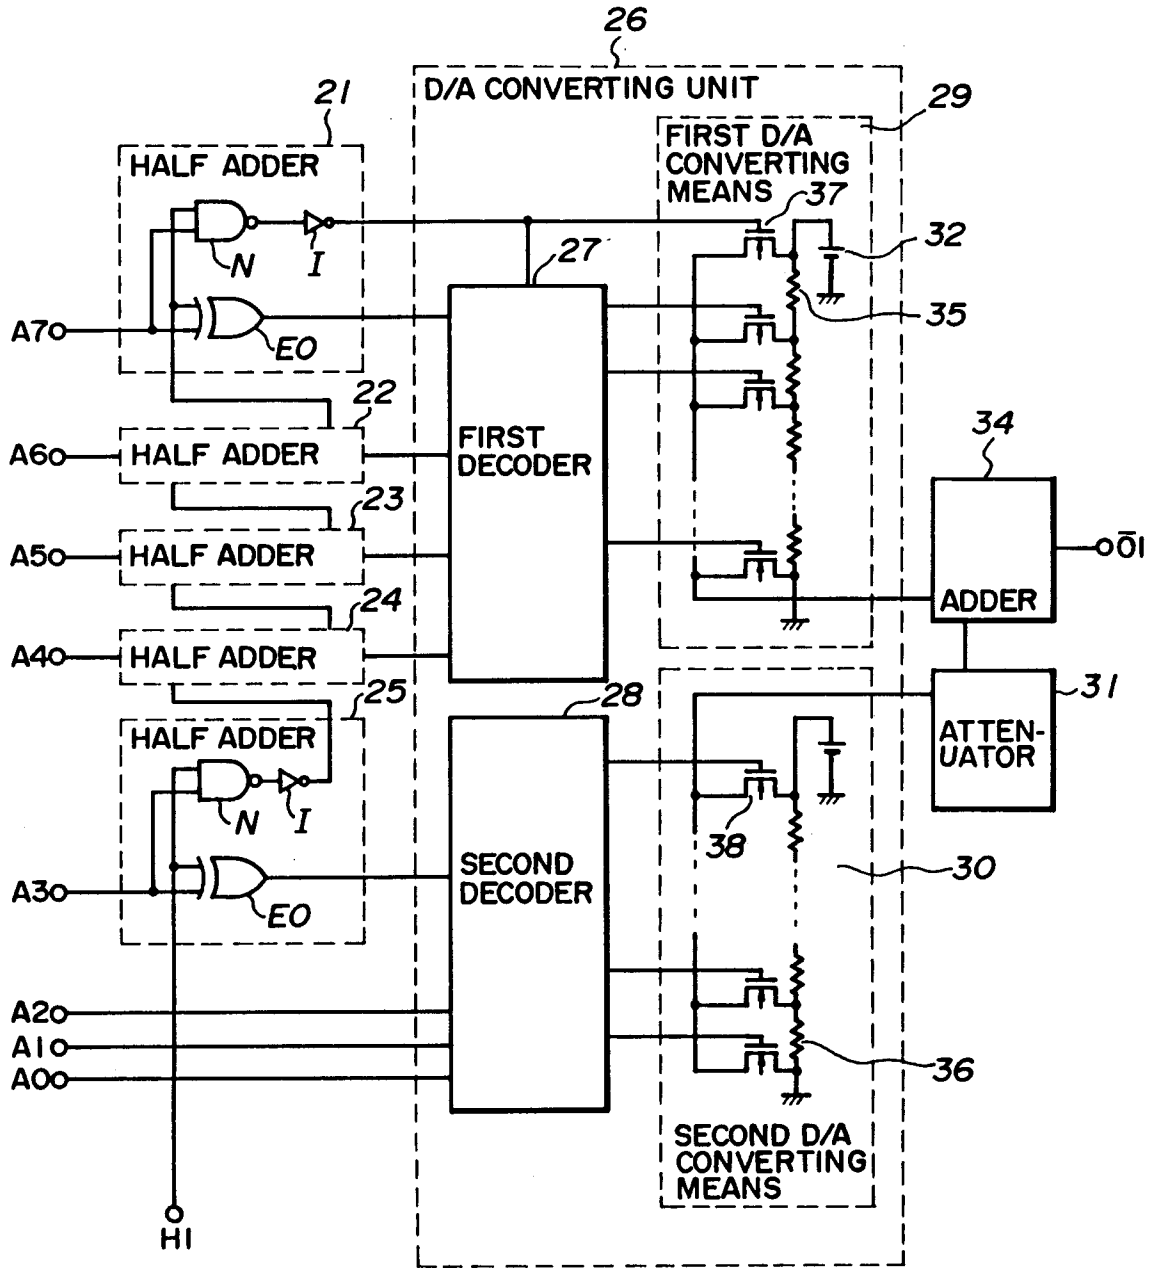 26
D/A CONVERTING UNIT
21
29
HALF ADDER
FIRST D/A
CONVERTING
MEANS
37
N
I
27
32
A7
EO
35
22
A6
HALF ADDER
FIRST
DECODER
34
23
A5
HALF ADDER
O̅1
24
ADDER
A4
HALF ADDER
25
28
31
HALF ADDER
ATTEN-
UATOR
N
I
38
A3
EO
SECOND
DECODER
30
A2
A1
A0
36
SECOND D/A
CONVERTING
MEANS
H1